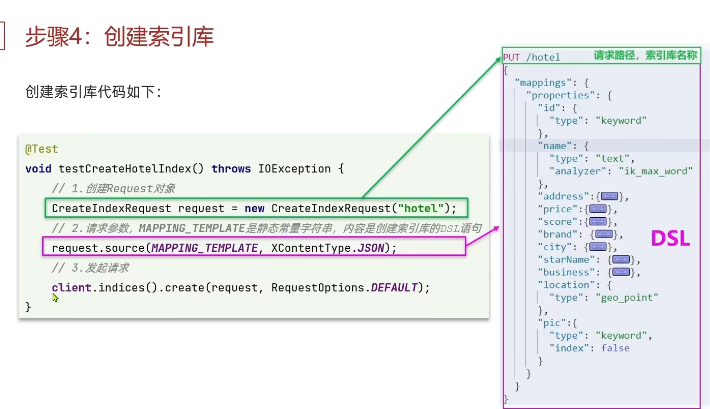 步骤4：创建索引库
创建索引库代码如下：
@Test
void testCreateHotelIndex() throws IOException {
// 1.创建Request对象
CreateIndexRequest request = new CreateIndexRequest("hotel");
// 2.请求参数，MAPPING_TEMPLATE是静态常量字符串，内容是创建索引库的DSL语句
request.source(MAPPING_TEMPLATE, XContentType.JSON);
// 3.发起请求
client.indices().create(request, RequestOptions.DEFAULT);
}
PUT /hotel 请求路径，索引库名称
{
"mappings": {
"properties": {
"id": {
"type": "keyword"
},
"name": {
"type": "text",
"analyzer": "ik_max_word"
},
"address":{...},
"price":{...},
"score":{...},
"brand": {...},
"city": {...},
"starName": {...},
"business": {...},
"location": {
"type": "geo_point"
},
"pic":{
"type": "keyword",
"index": false
}
}
}
}
DSL